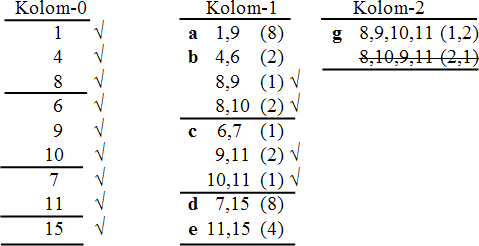 Kolom-0
1 √
4 √
8 √
6 √
9 √
10 √
7 √
11 √
15 √
Kolom-1
a 1,9 (8)
b 4,6 (2)
8,9 (1) √
8,10 (2) √
c 6,7 (1)
9,11 (2) √
10,11 (1) √
d 7,15 (8)
e 11,15 (4)
Kolom-2
g 8,9,10,11 (1,2)
8,10,9,11 (2,1)